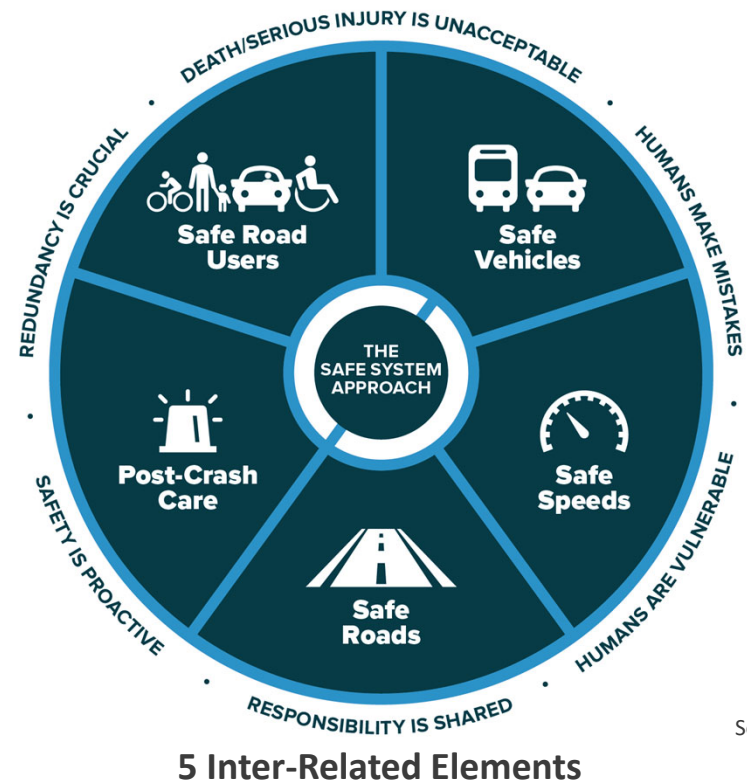 DEATH/SERIOUS INJURY IS UNACCEPTABLE
HUMANS MAKE MISTAKES
HUMANS ARE VULNERABLE
RESPONSIBILITY IS SHARED
SAFETY IS PROACTIVE
REDUNDANCY IS CRUCIAL
Safe Road
Users
Safe
Vehicles
THE
SAFE SYSTEM
APPROACH
Post-Crash
Care
Safe
Speeds
Safe
Roads
5 Inter-Related Elements